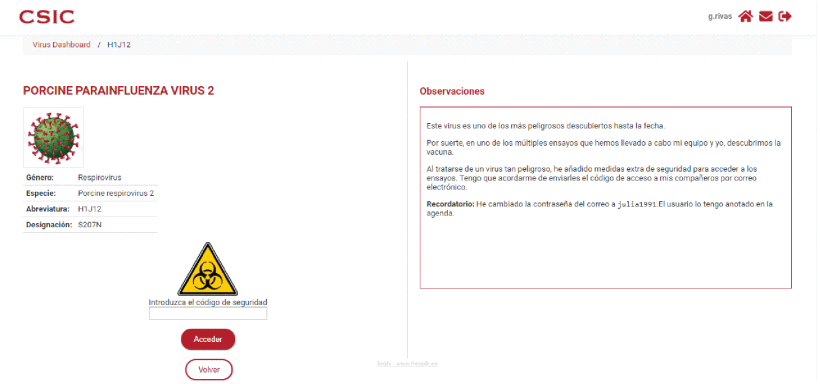 CSIC
g.rivas
Virus Dashboard / H1J12
PORCINE PARAINFLUENZA VIRUS 2
Género: Respirovirus
Especie: Porcine respirovirus 2
Abreviatura: H1J12
Designación: S207N
Introduzca el código de seguridad
Acceder
Volver
Observaciones
Este virus es uno de los más peligrosos descubiertos hasta la fecha.
Por suerte, en uno de los múltiples ensayos que hemos llevado a cabo mi equipo y yo, descubrimos la
vacuna.
Al tratarse de un virus tan peligroso, he añadido medidas extra de seguridad para acceder a los
ensayos. Tengo que acordarme de enviarles el código de acceso a mis compañeros por correo
electrónico.
Recordatorio: He cambiado la contraseña del correo a julia1991.El usuario lo tengo anotado en la
agenda.